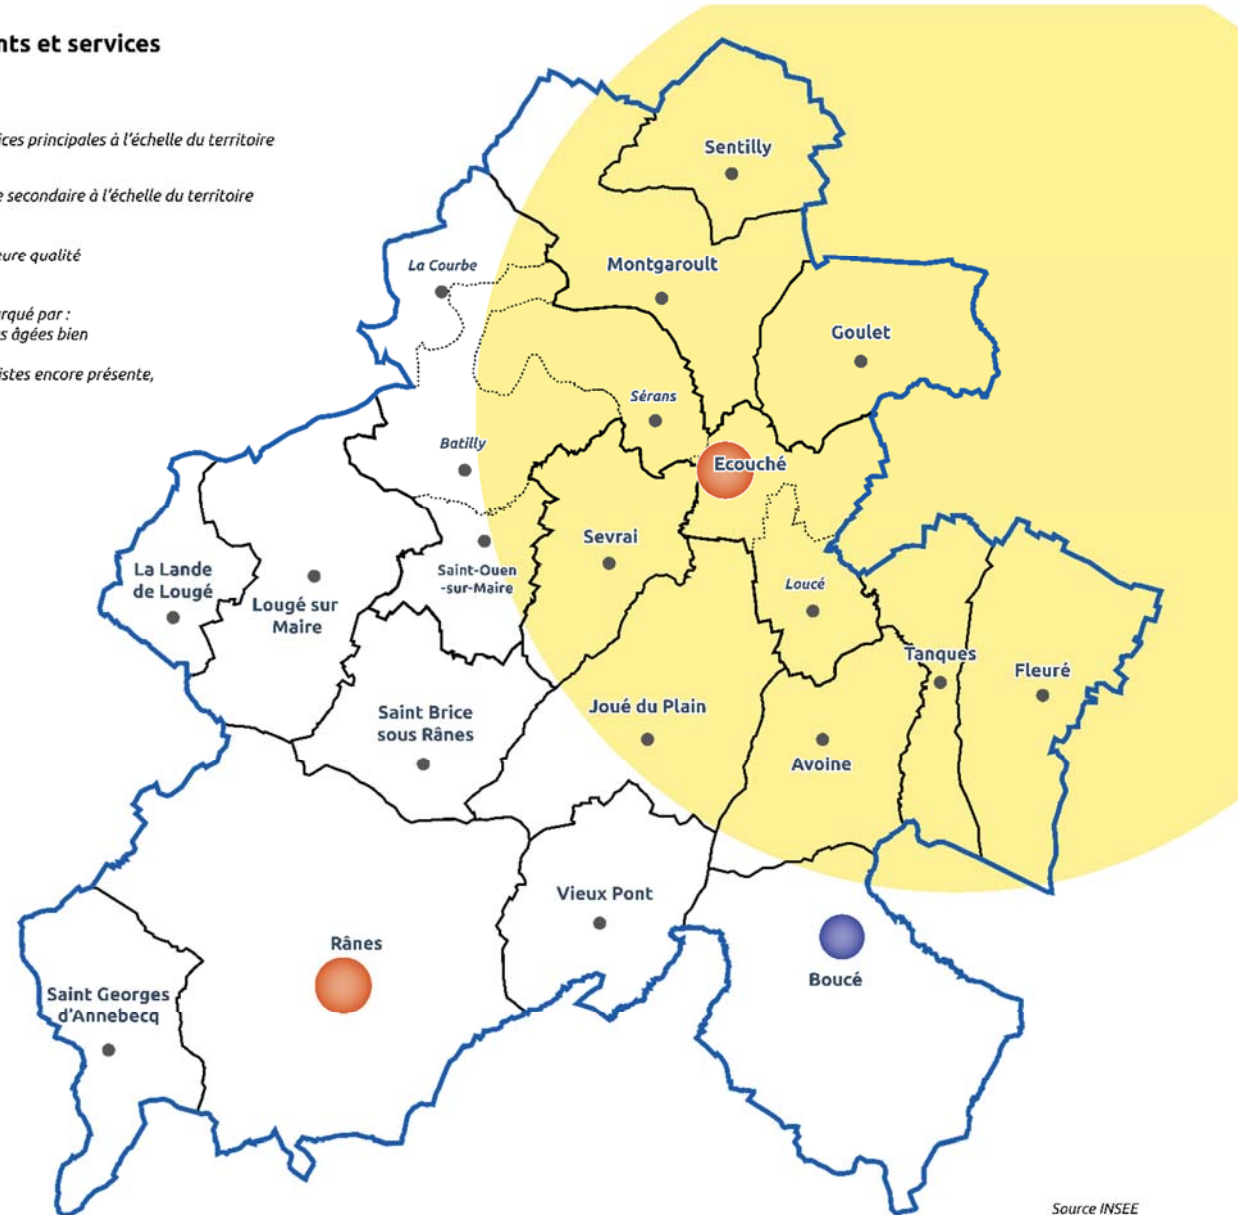 nts et services
ices principales à l'échelle du territoire
e secondaire à l'échelle du territoire
eure qualité
arqué par :
es âgées bien
istes encore présente,
Sentilly
La Courbe
Montgaroult
Goulet
Sérans
Batilly
Ecouché
Sevrai
La Lande
de Lougé
Saint-Ouen
-sur-Maire
Lougé sur
Maire
Loucé
Tanques
Fleuré
Saint Brice
sous Rânes
Joué du Plain
Avoine
Vieux Pont
Rânes
Boucé
Saint Georges
d'Annebecq
Source INSEE